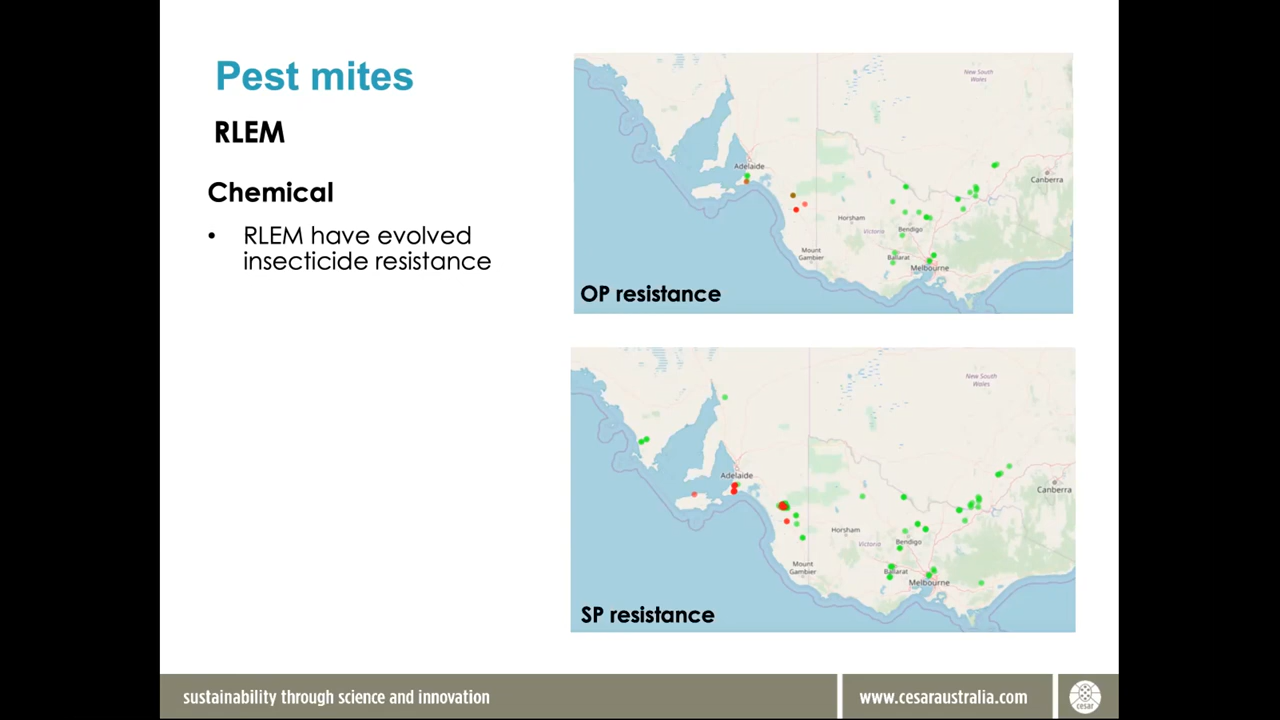 Pest mites
RLEM
Chemical
• RLEM have evolved
insecticide resistance
New South
Wales
Adelaide
Canberra
Horsham
Victoria
Bendigo
Mount
Gambier
Ballarat
Melbourne
OP resistance
New South
Wales
Adelaide
Canberra
Horsham
Victoria
Bendigo
Mount
Gambier
Ballarat
Melbourne
SP resistance
sustainability through science and innovation
www.cesaraustralia.com
cesar